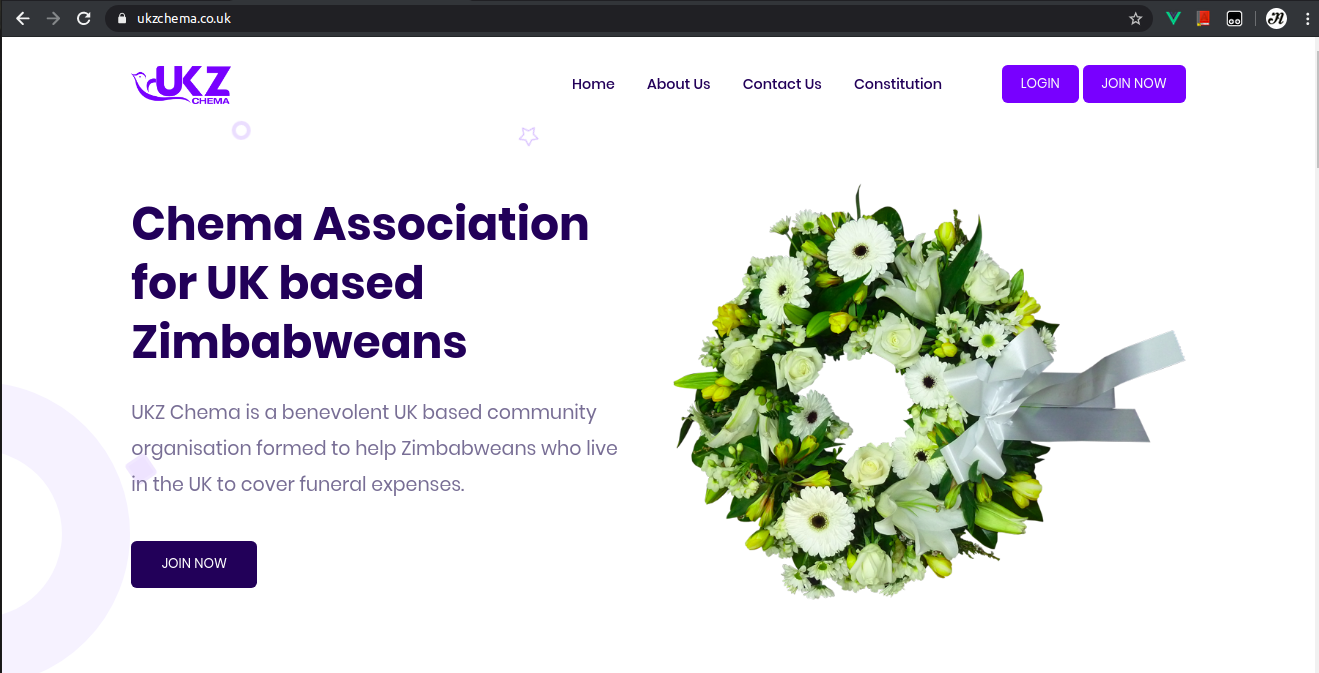 ukzchema.co.uk
UKZ
CHEMA
Home
About Us
Contact Us
Constitution
LOGIN
JOIN NOW
Chema Association
for UK based
Zimbabweans
UKZ Chema is a benevolent UK based community
organisation formed to help Zimbabweans who live
in the UK to cover funeral expenses.
JOIN NOW